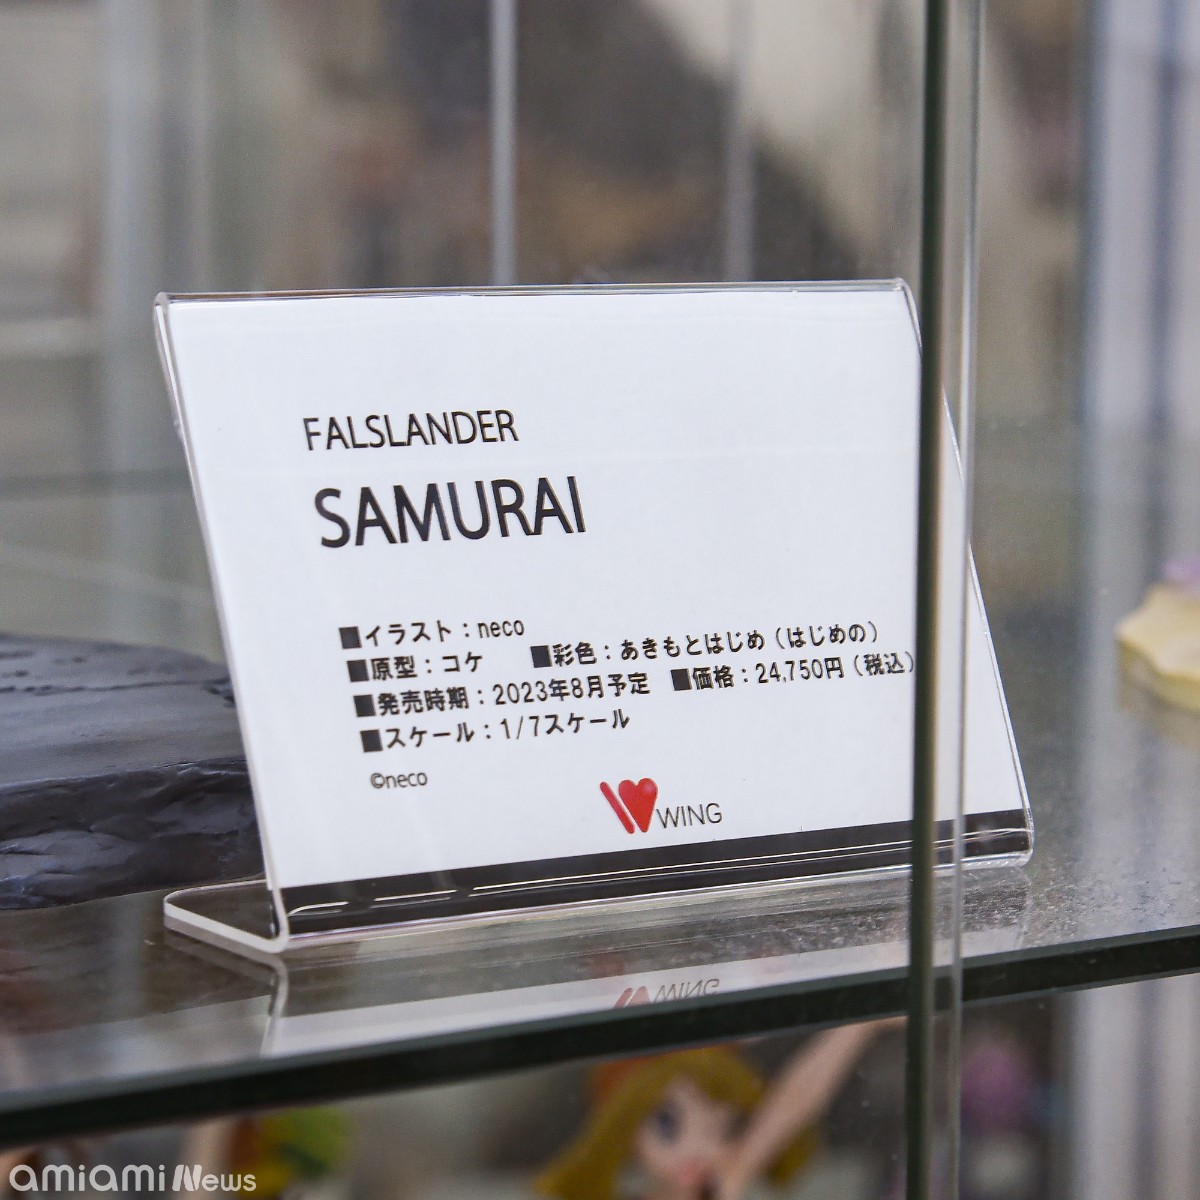 FALSLANDER
SAMURAI
■イラスト：neco
■原型：コケ　■彩色：あきもとはじめ（はじめの）
■発売時期：2023年8月予定　■価格：24,750円（税込）
■スケール：1/7スケール
©neco
WING
amiami News